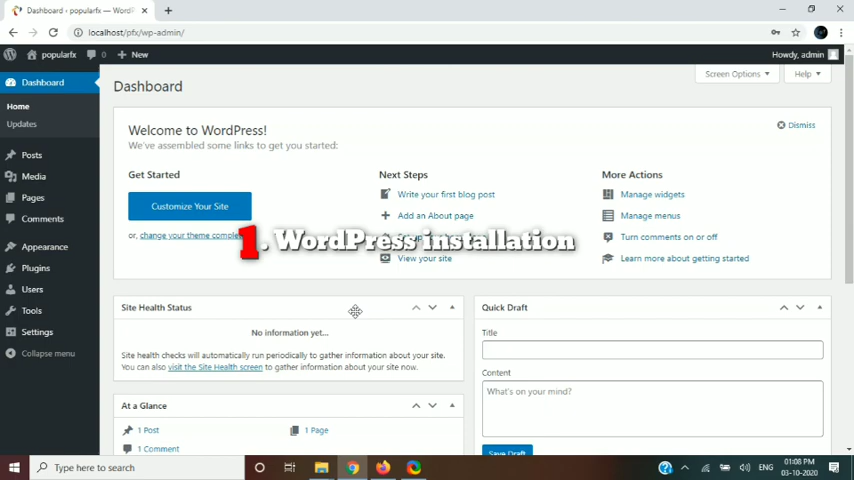 Dashboard ‹ popularfx — WordP
localhost/pfx/wp-admin/
popularfx 0 New
Howdy, admin
Dashboard
Home
Updates
Posts
Media
Pages
Comments
Appearance
Plugins
Users
Tools
Settings
Collapse menu
Dashboard
Screen Options
Help
Welcome to WordPress!
We've assembled some links to get you started:
Dismiss
Get Started
Customize Your Site
or, change your theme comple
Next Steps
Write your first blog post
Add an About page
View your site
More Actions
Manage widgets
Manage menus
Turn comments on or off
Learn more about getting started
1. WordPress installation
Site Health Status
No information yet...
Site health checks will automatically run periodically to gather information about your site.
You can also visit the Site Health screen to gather information about your site now.
At a Glance
1 Post
1 Page
1 Comment
Quick Draft
Title
Content
What's on your mind?
Save Draft
Type here to search
ENG
01:08 PM
03-10-2020